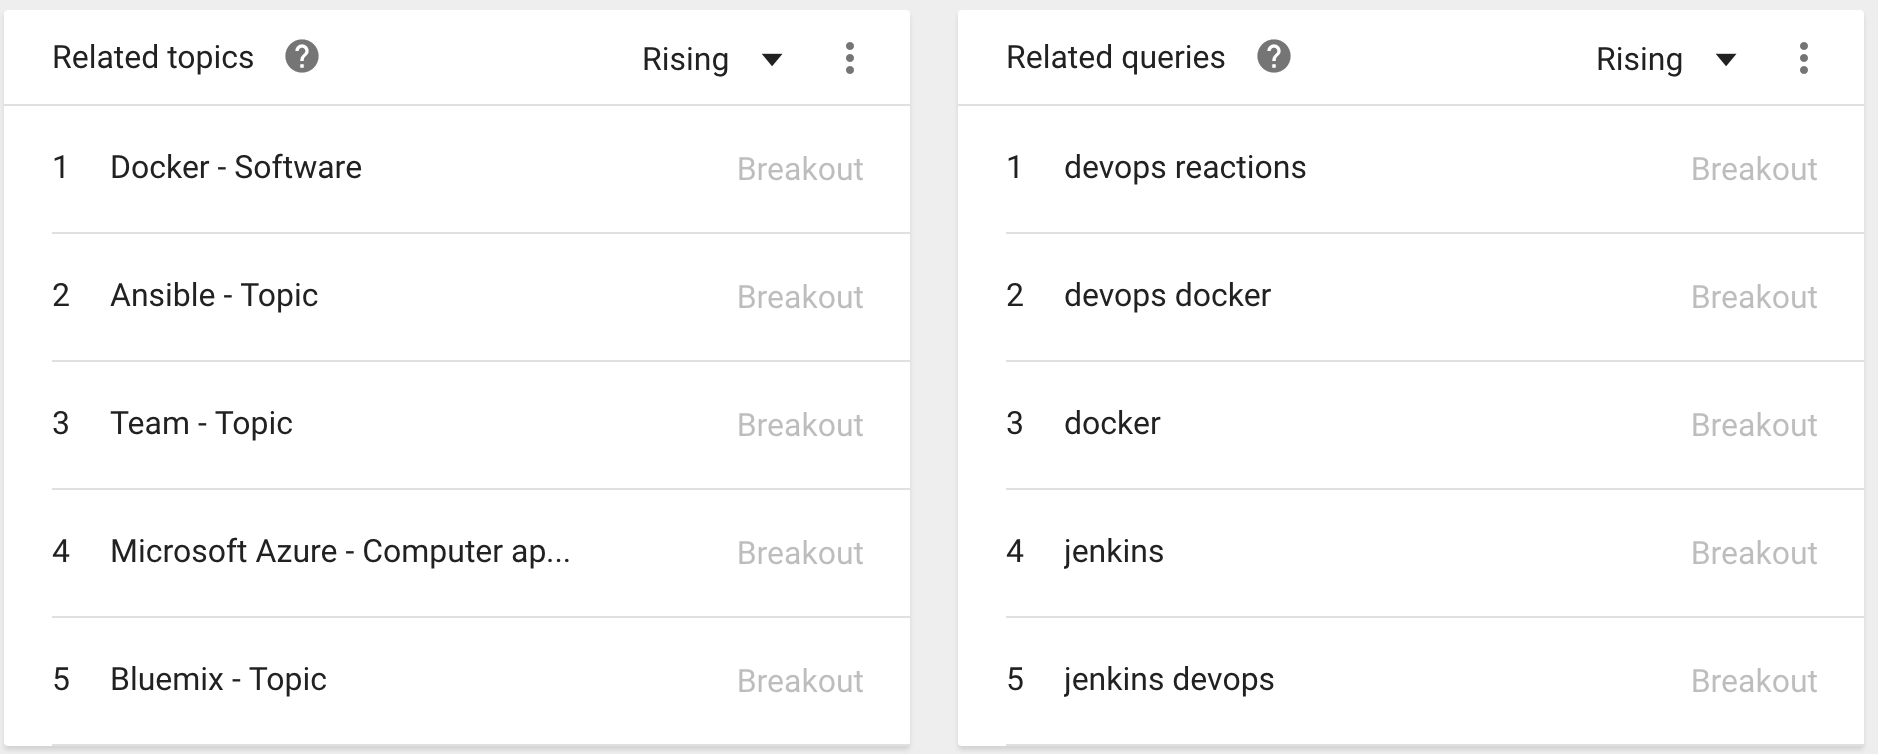 Related topics ? Rising
1 Docker - Software Breakout
2 Ansible - Topic Breakout
3 Team - Topic Breakout
4 Microsoft Azure - Computer ap... Breakout
5 Bluemix - Topic Breakout
Related queries ? Rising
1 devops reactions Breakout
2 devops docker Breakout
3 docker Breakout
4 jenkins Breakout
5 jenkins devops Breakout